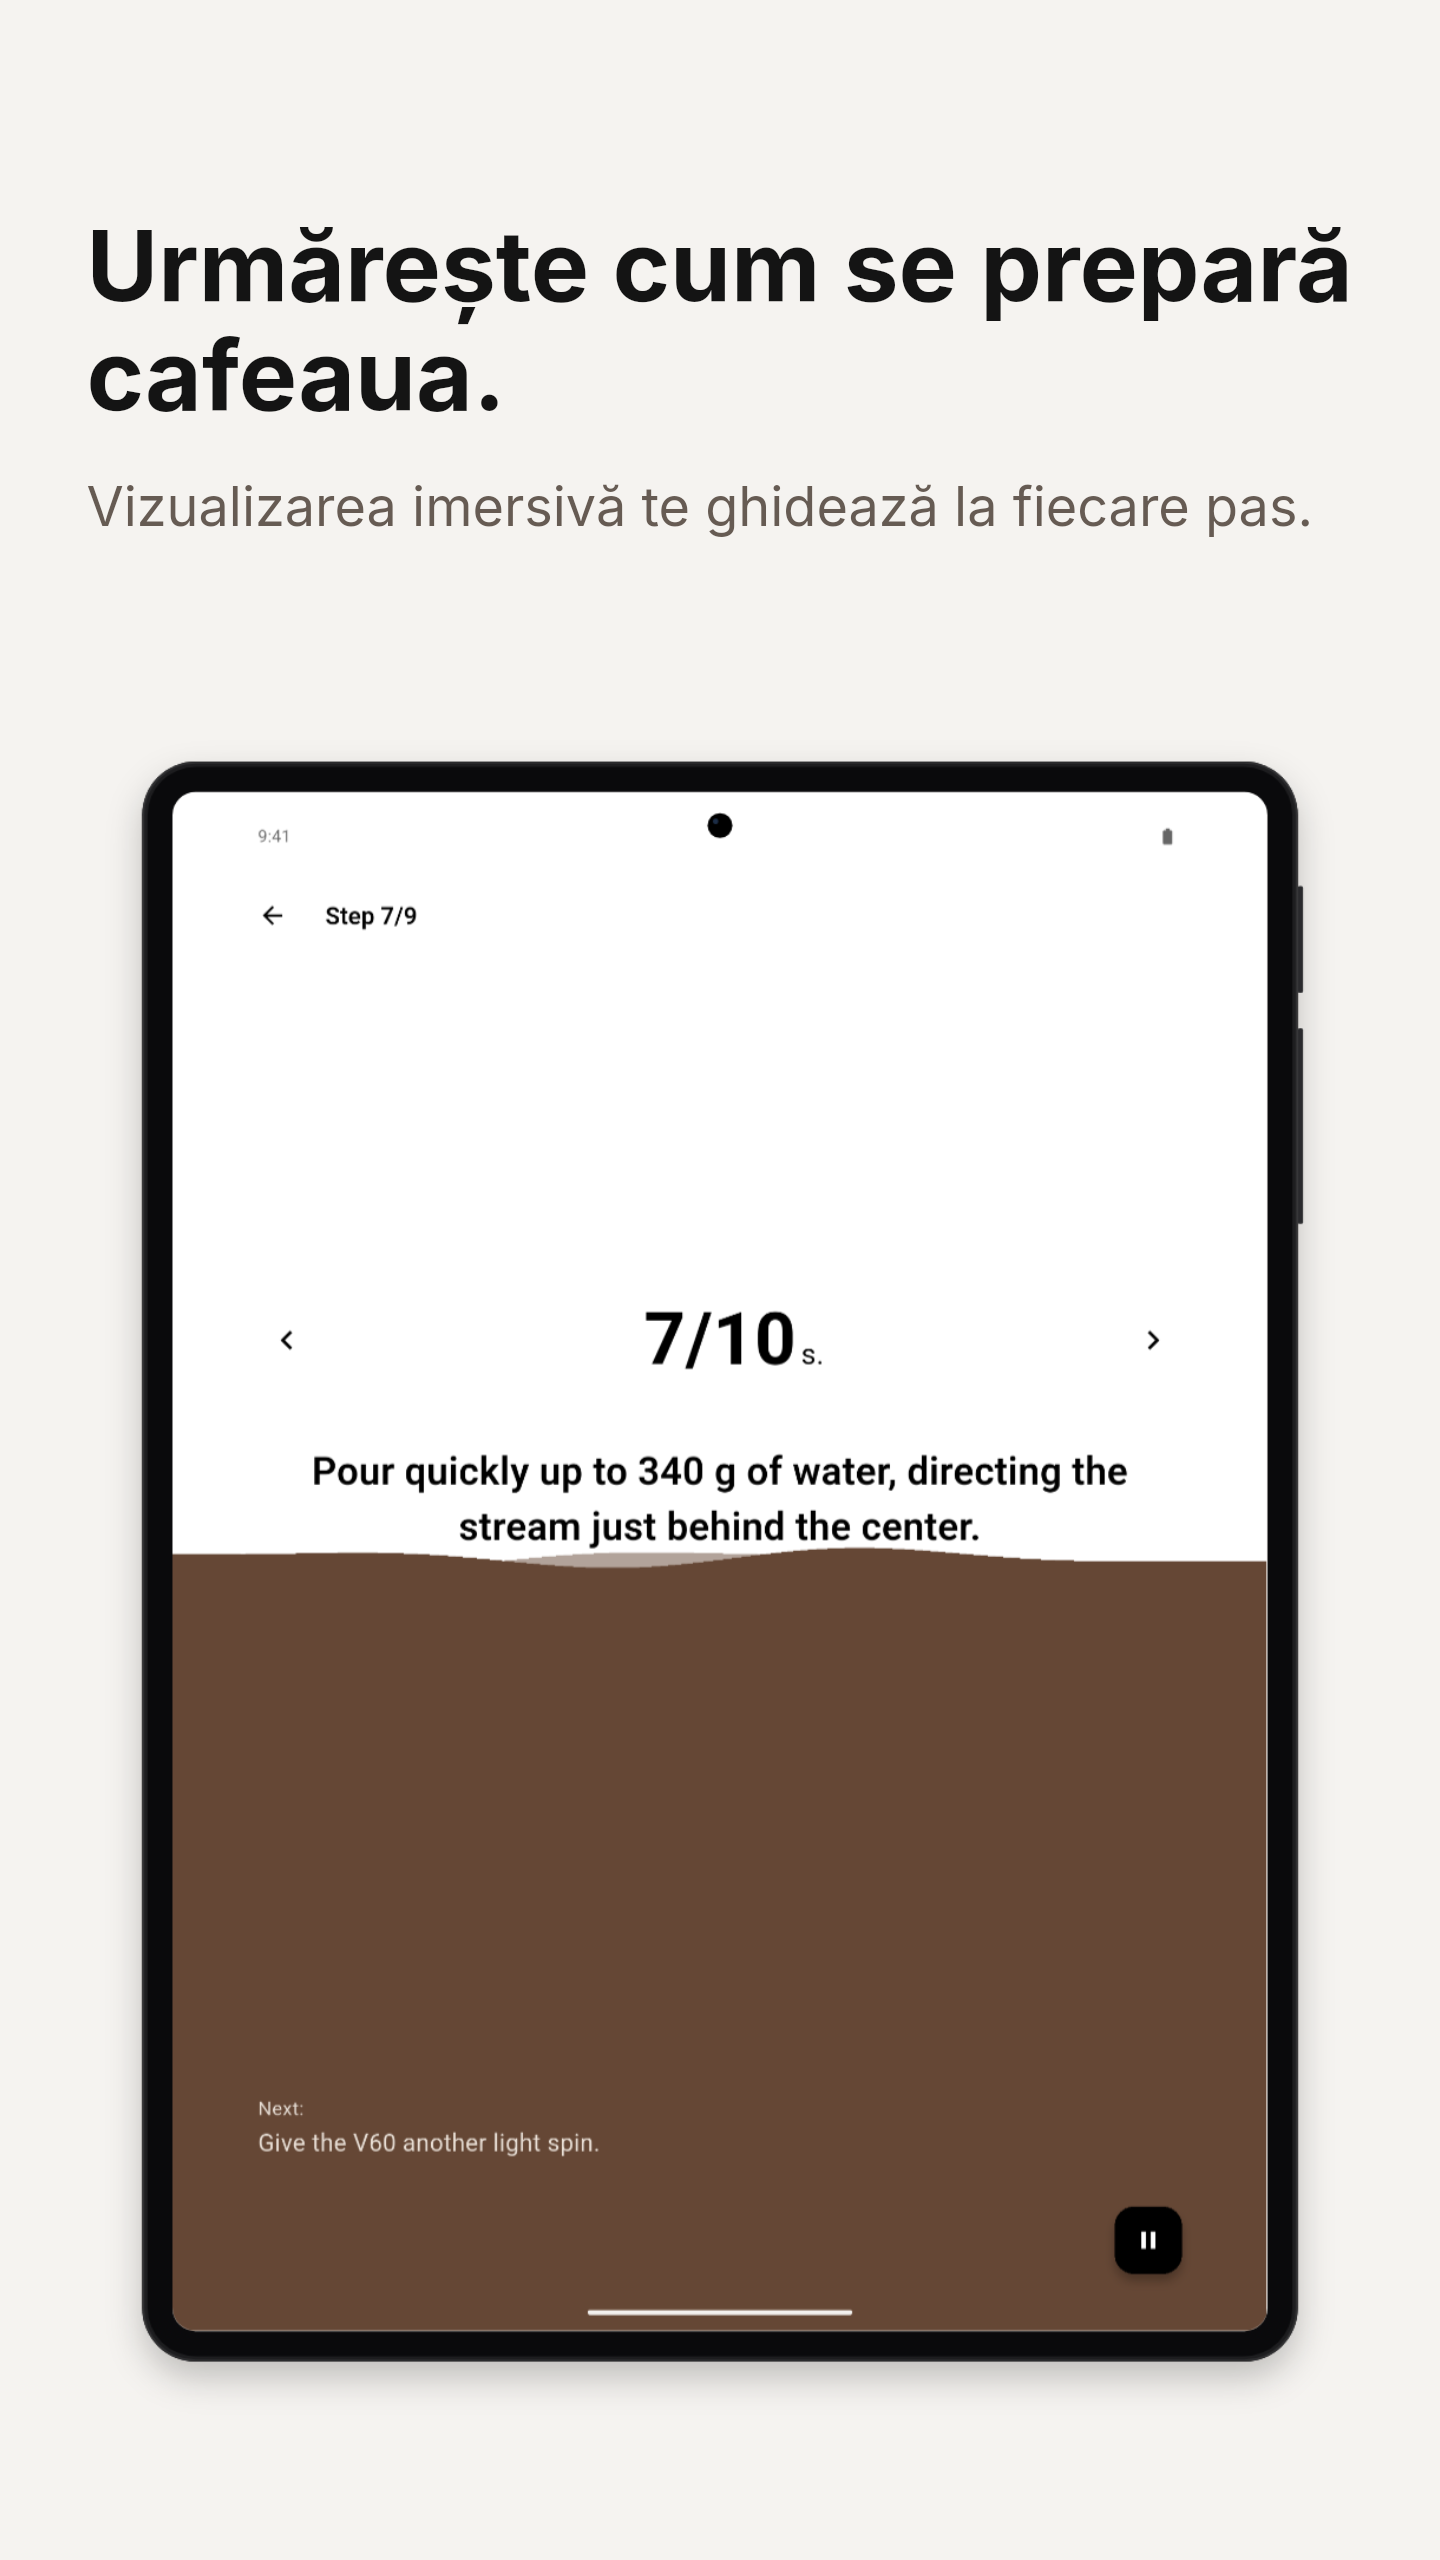 Urmărește cum se prepară
cafeaua.
Vizualizarea imersivă te ghidează la fiecare pas.
9:41
Step 7/9
7/10 s.
Pour quickly up to 340 g of water, directing the
stream just behind the center.
Next:
Give the V60 another light spin.